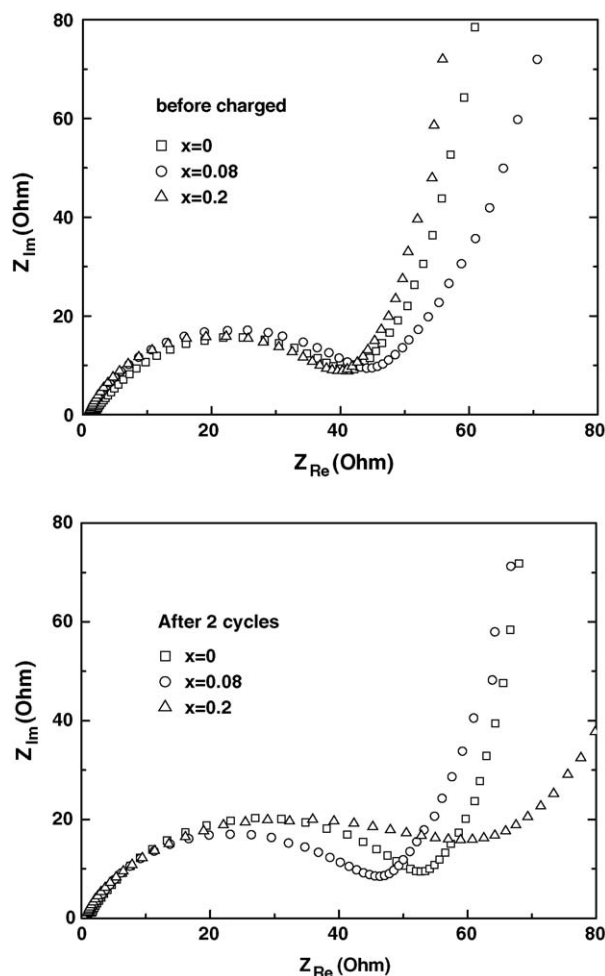 80
60
40
20
0
Z_Im (Ohm)
before charged
x=0
x=0.08
x=0.2
0 20 40 60 80
Z_Re (Ohm)
80
60
40
20
0
Z_Im (Ohm)
After 2 cycles
x=0
x=0.08
x=0.2
0 20 40 60 80
Z_Re (Ohm)